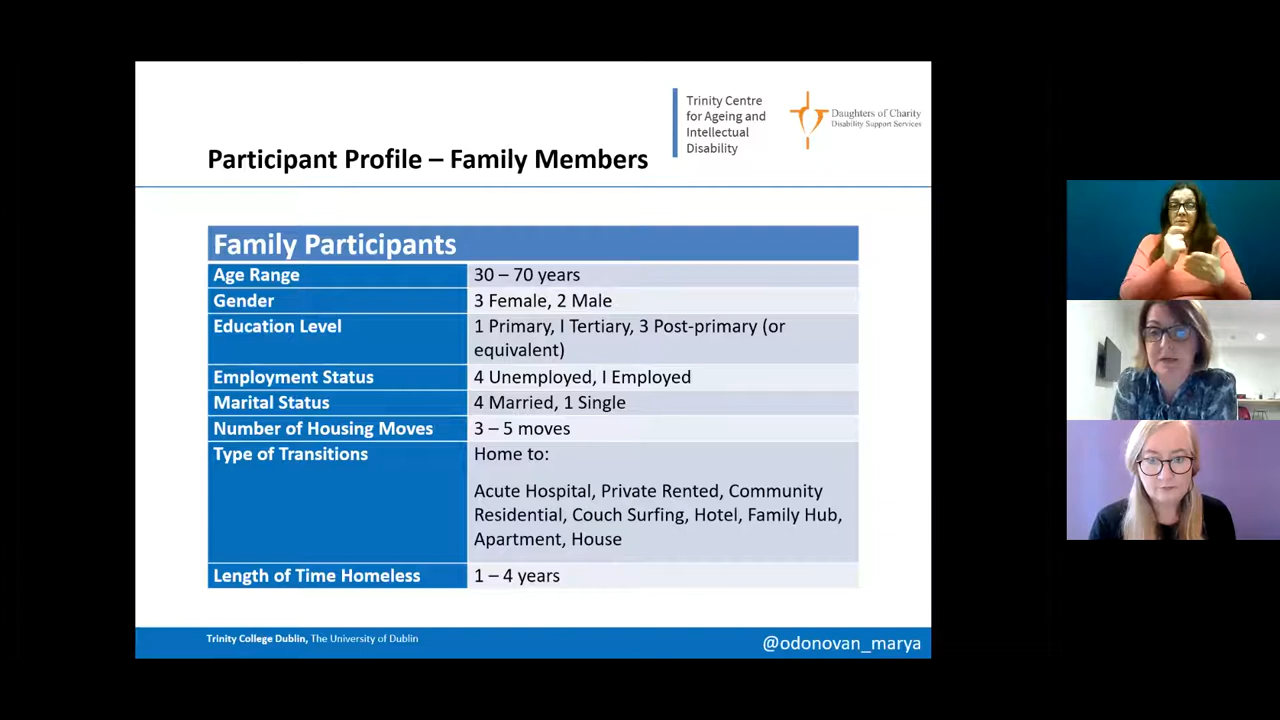 Trinity Centre
for Ageing and
Intellectual
Disability
Daughters of Charity
Disability Support Services
Participant Profile – Family Members
Family Participants
Age Range 30 – 70 years
Gender 3 Female, 2 Male
Education Level 1 Primary, I Tertiary, 3 Post-primary (or
equivalent)
Employment Status 4 Unemployed, I Employed
Marital Status 4 Married, 1 Single
Number of Housing Moves 3 – 5 moves
Type of Transitions Home to:
Acute Hospital, Private Rented, Community
Residential, Couch Surfing, Hotel, Family Hub,
Apartment, House
Length of Time Homeless 1 – 4 years
Trinity College Dublin, The University of Dublin
@odonovan_marya